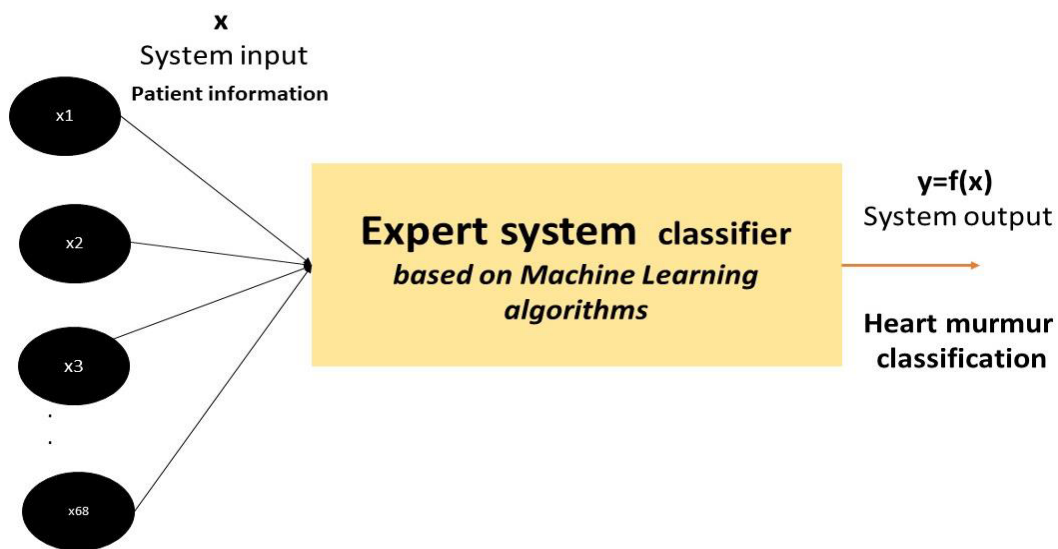 x
System input
Patient information
x1
x2
x3
.
.
x68
Expert system classifier
based on Machine Learning
algorithms
y=f(x)
System output
Heart murmur
classification